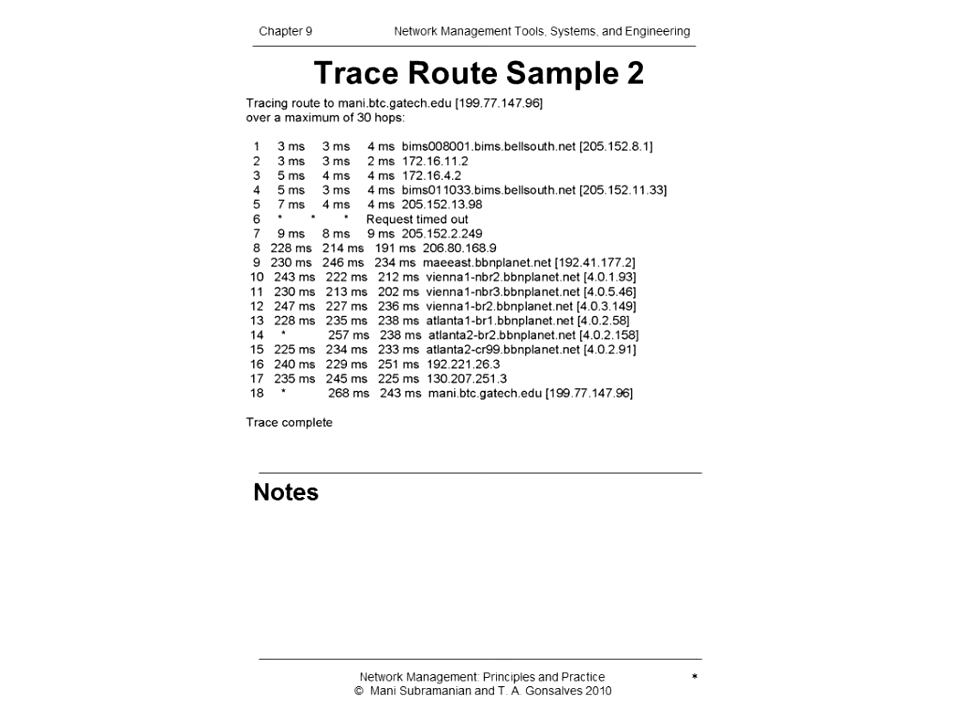 Chapter 9 Network Management Tools, Systems, and Engineering
Trace Route Sample 2
Tracing route to mani.btc.gatech.edu [199.77.147.96]
over a maximum of 30 hops:
1 3 ms 3 ms 4 ms bims008001.bims.bellsouth.net [205.152.8.1]
2 3 ms 3 ms 2 ms 172.16.11.2
3 5 ms 4 ms 4 ms 172.16.4.2
4 5 ms 3 ms 4 ms bims011033.bims.bellsouth.net [205.152.11.33]
5 7 ms 4 ms 4 ms 205.152.13.98
6 * * * Request timed out
7 9 ms 8 ms 9 ms 205.152.2.249
8 228 ms 214 ms 191 ms 206.80.168.9
9 230 ms 246 ms 234 ms maeeast.bbnplanet.net [192.41.177.2]
10 243 ms 222 ms 212 ms vienna1-nbr2.bbnplanet.net [4.0.1.93]
11 230 ms 213 ms 202 ms vienna1-nbr3.bbnplanet.net [4.0.5.46]
12 247 ms 227 ms 236 ms vienna1-br2.bbnplanet.net [4.0.3.149]
13 228 ms 235 ms 238 ms atlanta1-br1.bbnplanet.net [4.0.2.58]
14 * 257 ms 238 ms atlanta2-br2.bbnplanet.net [4.0.2.158]
15 225 ms 234 ms 233 ms atlanta2-cr99.bbnplanet.net [4.0.2.91]
16 240 ms 229 ms 251 ms 192.221.26.3
17 235 ms 245 ms 225 ms 130.207.251.3
18 * 268 ms 243 ms mani.btc.gatech.edu [199.77.147.96]
Trace complete
Notes
Network Management: Principles and Practice *
© Mani Subramanian and T. A. Gonsalves 2010